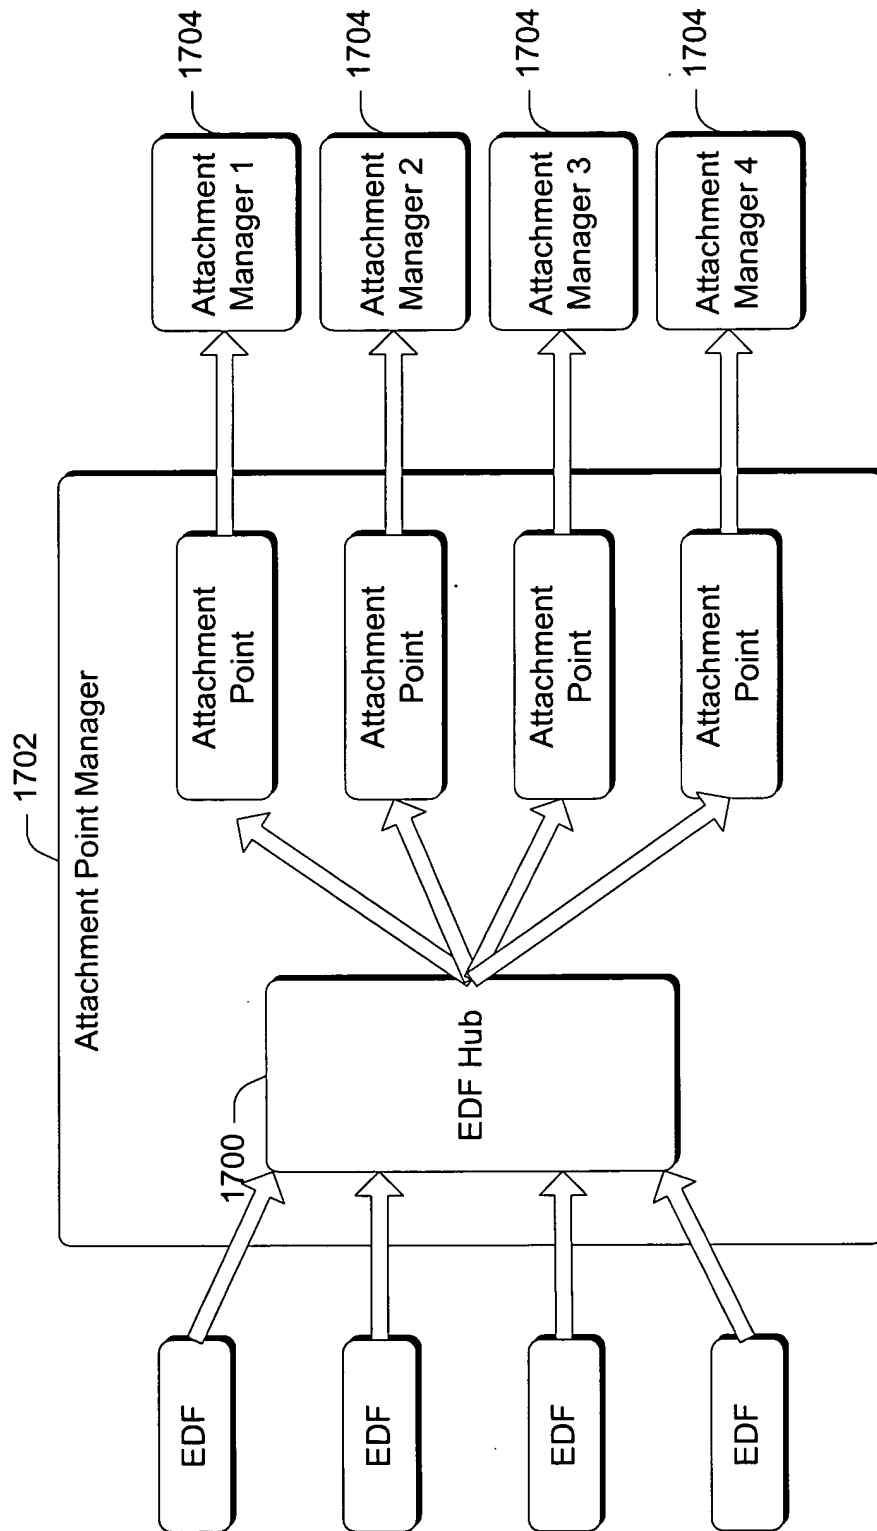 1702
Attachment Point Manager
EDF
EDF
EDF
EDF
1700
EDF Hub
Attachment
Point
Attachment
Point
Attachment
Point
Attachment
Point
Attachment
Manager 1
1704
Attachment
Manager 2
1704
Attachment
Manager 3
1704
Attachment
Manager 4
1704